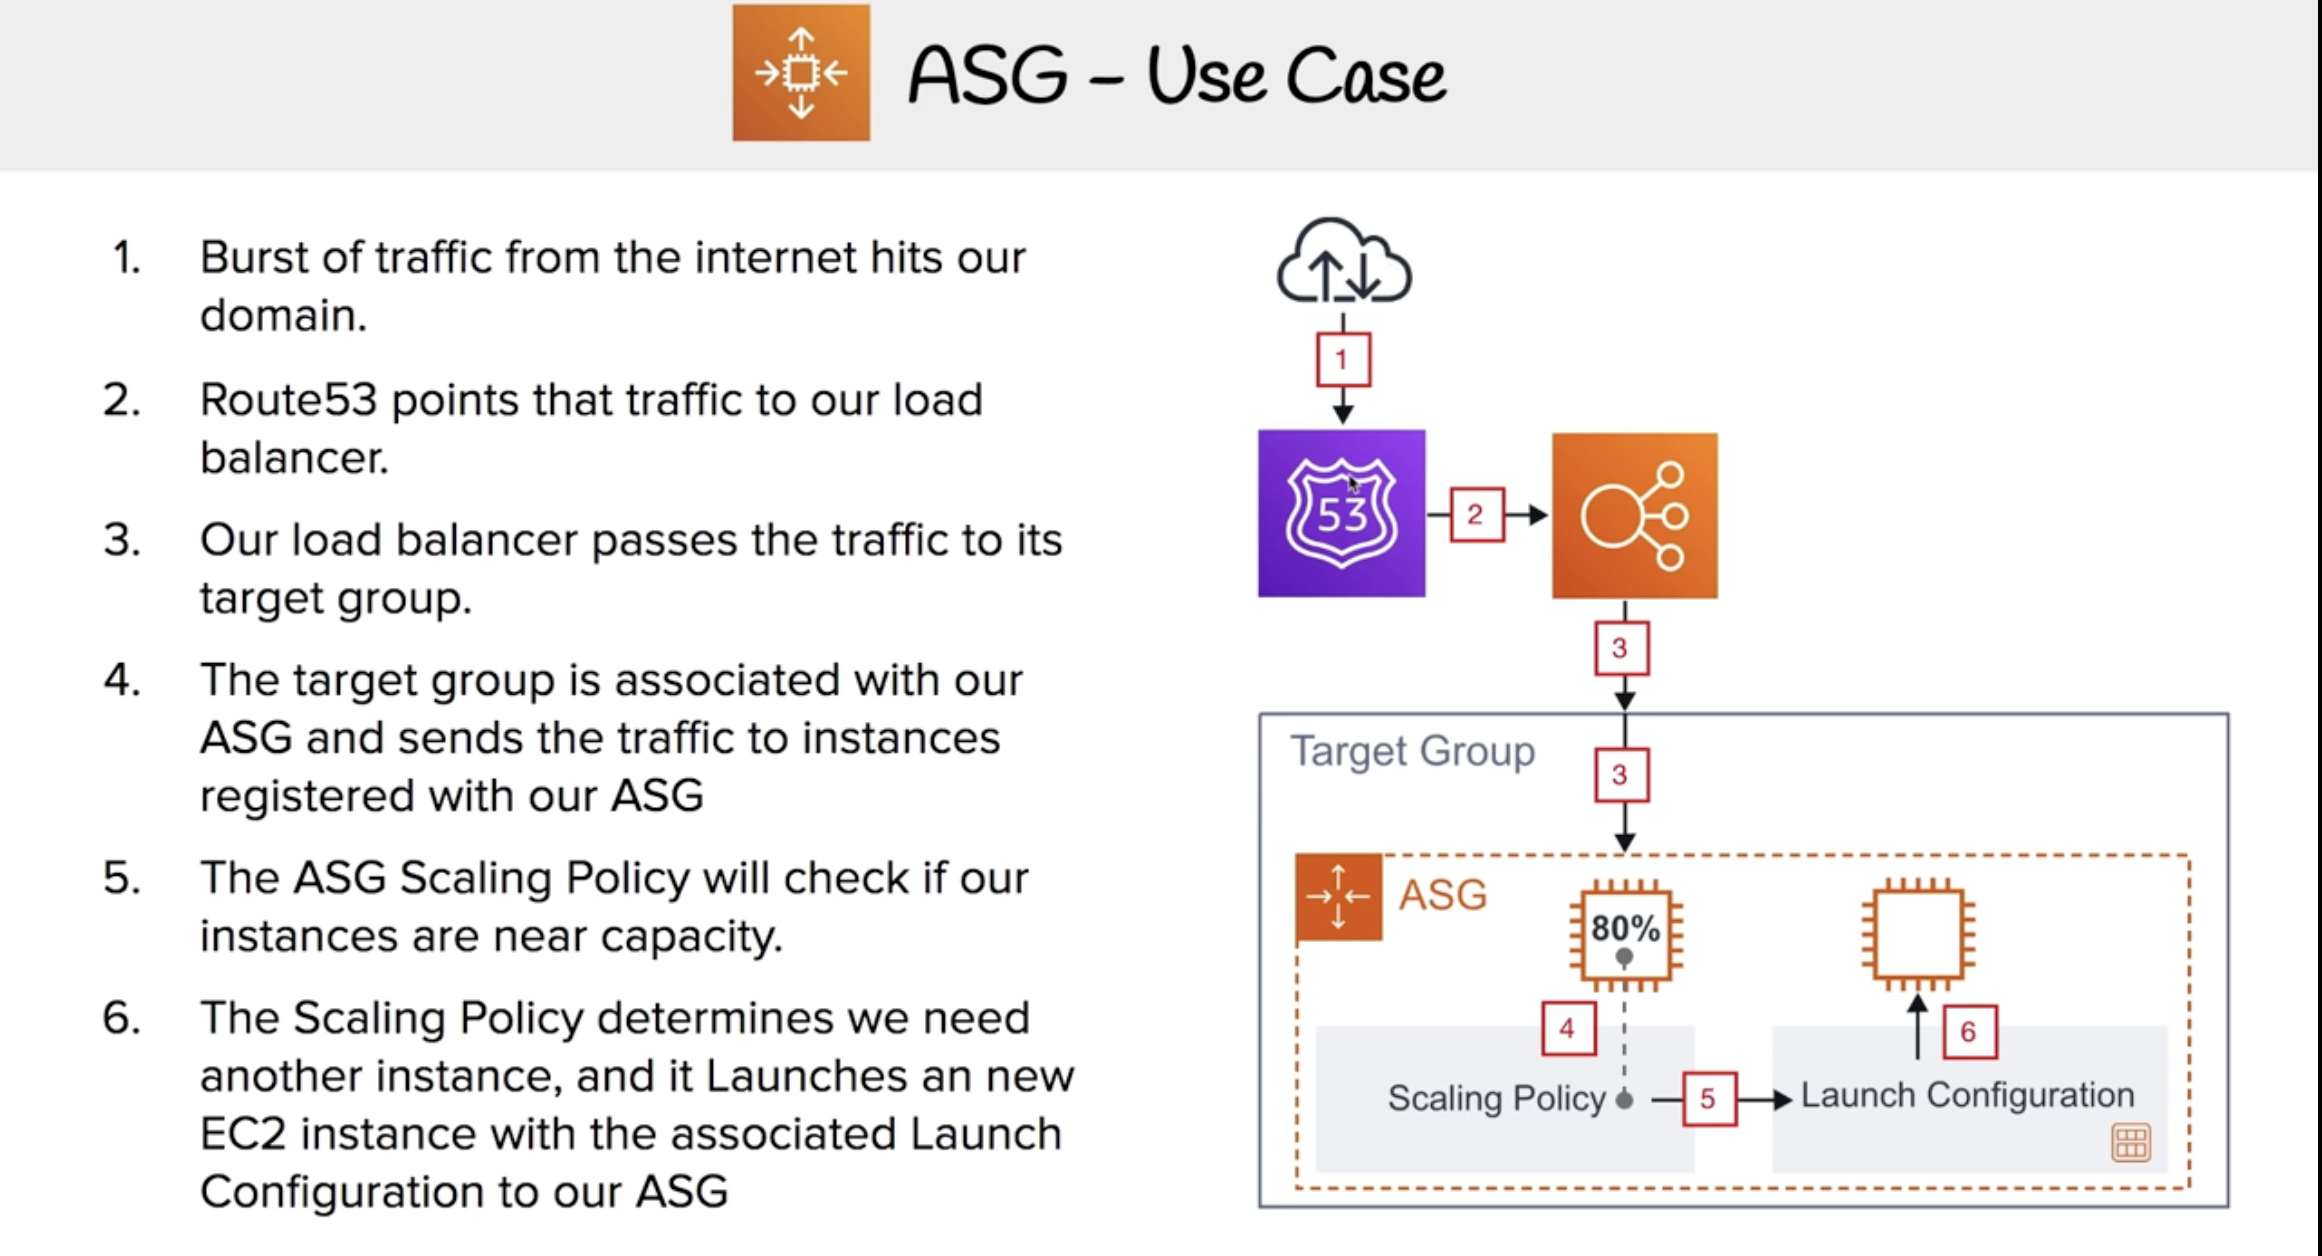 ASG – Use Case
1. Burst of traffic from the internet hits our
domain.
2. Route53 points that traffic to our load
balancer.
3. Our load balancer passes the traffic to its
target group.
4. The target group is associated with our
ASG and sends the traffic to instances
registered with our ASG
5. The ASG Scaling Policy will check if our
instances are near capacity.
6. The Scaling Policy determines we need
another instance, and it Launches an new
EC2 instance with the associated Launch
Configuration to our ASG
1
53
2
3
Target Group
3
ASG
80%
4
6
Scaling Policy
5
Launch Configuration